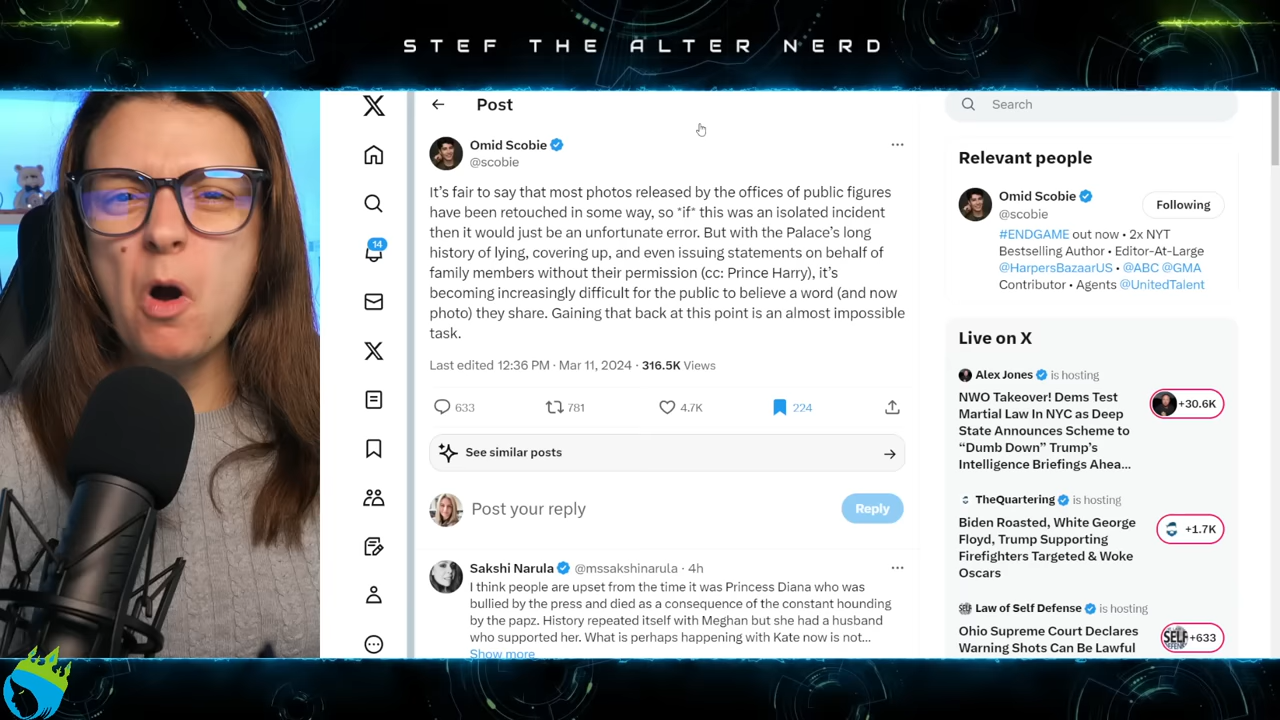 STEF THE ALTER NERD
Post
Search
Omid Scobie
@scobie
It's fair to say that most photos released by the offices of public figures
have been retouched in some way, so *if* this was an isolated incident
then it would just be an unfortunate error. But with the Palace's long
history of lying, covering up, and even issuing statements on behalf of
family members without their permission (cc: Prince Harry), it's
becoming increasingly difficult for the public to believe a word (and now
photo) they share. Gaining that back at this point is an almost impossible
task.
Last edited 12:36 PM · Mar 11, 2024 · 316.5K Views
633 781 4.7K 224
See similar posts
Post your reply
Reply
Sakshi Narula @mssakshinarula · 4h
I think people are upset from the time it was Princess Diana who was
bullied by the press and died as a consequence of the constant hounding
by the papz. History repeated itself with Meghan but she had a husband
who supported her. What is perhaps happening with Kate now is not...
Show more
14
Relevant people
Omid Scobie
@scobie
Following
#ENDGAME out now • 2x NYT
Bestselling Author • Editor-At-Large
@HarpersBazaarUS • @ABC @GMA
Contributor • Agents @UnitedTalent
Live on X
Alex Jones is hosting
NWO Takeover! Dems Test
Martial Law In NYC as Deep
State Announces Scheme to
“Dumb Down” Trump’s
Intelligence Briefings Ahea...
+30.6K
TheQuartering is hosting
Biden Roasted, White George
Floyd, Trump Supporting
Firefighters Targeted & Woke
Oscars
+1.7K
Law of Self Defense is hosting
Ohio Supreme Court Declares
Warning Shots Can Be Lawful
SELF +633